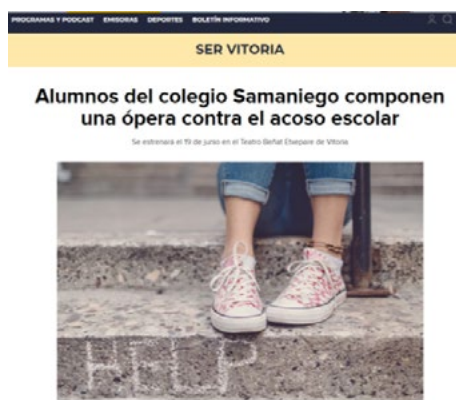 PROGRAMAS Y PODCAST EMISORAS DEPORTES BOLETÍN INFORMATIVO
SER VITORIA
Alumnos del colegio Samaniego componen
una ópera contra el acoso escolar
Se estrenará el 19 de junio en el Teatro Beñat Etxepare de Vitoria
HELP